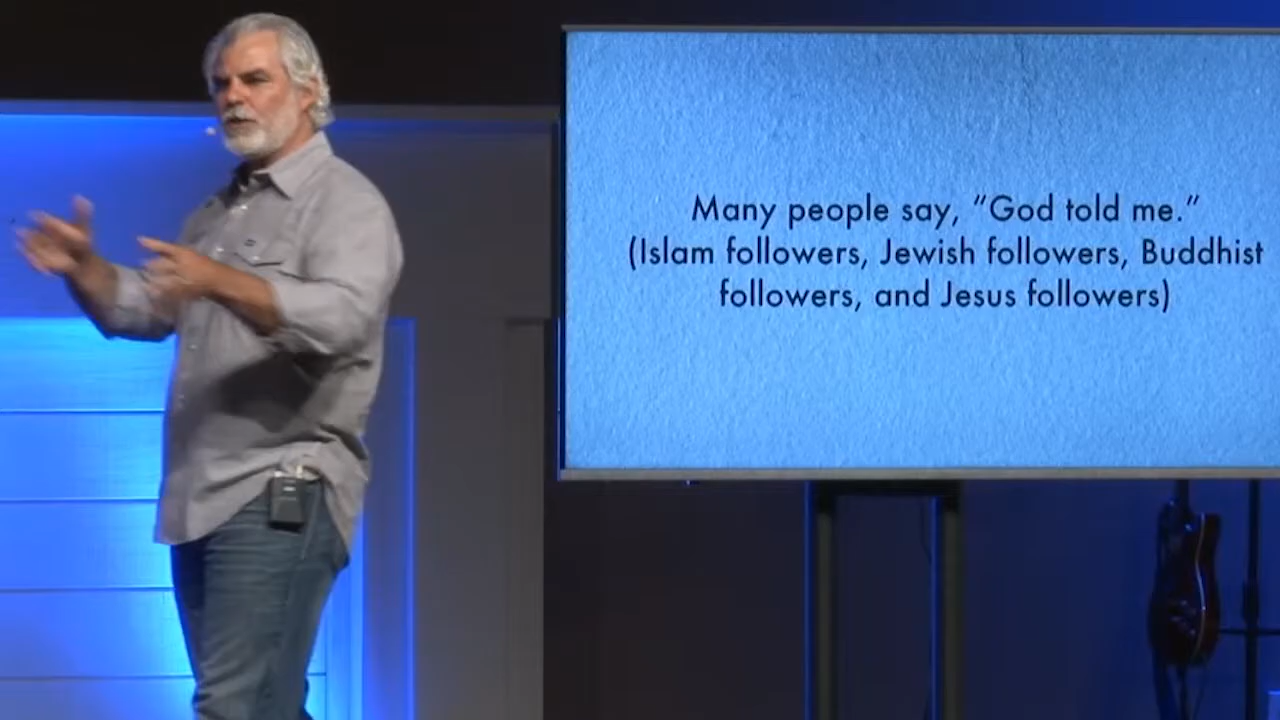 Many people say, “God told me.”
(Islam followers, Jewish followers, Buddhist
followers, and Jesus followers)